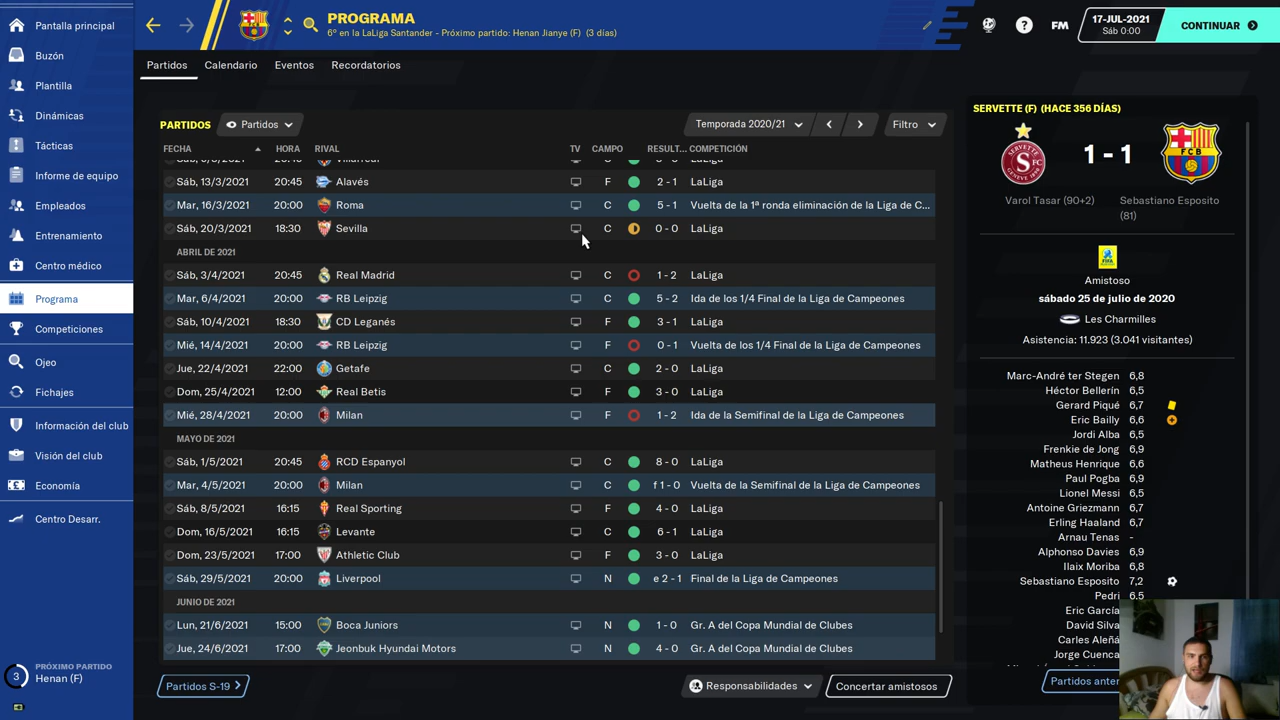 Pantalla principal
Buzón
Plantilla
Dinámicas
Tácticas
Informe de equipo
Empleados
Entrenamiento
Centro médico
Programa
Competiciones
Ojeo
Fichajes
Información del club
Visión del club
Economía
Centro Desarr.
3
PRÓXIMO PARTIDO
Henan (F)
PROGRAMA
6º en la LaLiga Santander - Próximo partido: Henan Jianye (F) (3 días)
FM
17-JUL-2021
Sáb 0:00
CONTINUAR
Partidos Calendario Eventos Recordatorios
PARTIDOS Partidos Temporada 2020/21 Filtro
FECHA HORA RIVAL TV CAMPO RESULT... COMPETICIÓN
Sáb, 13/3/2021 20:45 Alavés F 2 - 1 LaLiga
Mar, 16/3/2021 20:00 Roma C 5 - 1 Vuelta de la 1ª ronda eliminación de la Liga de C...
Sáb, 20/3/2021 18:30 Sevilla C 0 - 0 LaLiga
ABRIL DE 2021
Sáb, 3/4/2021 20:45 Real Madrid C 1 - 2 LaLiga
Mar, 6/4/2021 20:00 RB Leipzig C 5 - 2 Ida de los 1/4 Final de la Liga de Campeones
Sáb, 10/4/2021 18:30 CD Leganés F 3 - 1 LaLiga
Mié, 14/4/2021 20:00 RB Leipzig F 0 - 1 Vuelta de los 1/4 Final de la Liga de Campeones
Jue, 22/4/2021 22:00 Getafe C 2 - 0 LaLiga
Dom, 25/4/2021 12:00 Real Betis F 3 - 0 LaLiga
Mié, 28/4/2021 20:00 Milan F 1 - 2 Ida de la Semifinal de la Liga de Campeones
MAYO DE 2021
Sáb, 1/5/2021 20:45 RCD Espanyol C 8 - 0 LaLiga
Mar, 4/5/2021 20:00 Milan C f 1 - 0 Vuelta de la Semifinal de la Liga de Campeones
Sáb, 8/5/2021 16:15 Real Sporting F 4 - 0 LaLiga
Dom, 16/5/2021 16:15 Levante C 6 - 1 LaLiga
Dom, 23/5/2021 17:00 Athletic Club F 3 - 0 LaLiga
Sáb, 29/5/2021 20:00 Liverpool N e 2 - 1 Final de la Liga de Campeones
JUNIO DE 2021
Lun, 21/6/2021 15:00 Boca Juniors N 1 - 0 Gr. A del Copa Mundial de Clubes
Jue, 24/6/2021 17:00 Jeonbuk Hyundai Motors N 4 - 0 Gr. A del Copa Mundial de Clubes
Partidos S-19 Responsabilidades Concertar amistosos
SERVETTE (F) (HACE 356 DÍAS)
1 - 1
Varol Tasar (90+2) Sebastiano Esposito
(81)
Amistoso
sábado 25 de julio de 2020
Les Charmilles
Asistencia: 11.923 (3.041 visitantes)
Marc-André ter Stegen 6,8
Héctor Bellerín 6,5
Gerard Piqué 6,7
Eric Bailly 6,6
Jordi Alba 6,5
Frenkie de Jong 6,9
Matheus Henrique 6,6
Paul Pogba 6,9
Lionel Messi 6,5
Antoine Griezmann 6,7
Erling Haaland 6,7
Arnau Tenas -
Alphonso Davies 6,9
Ilaix Moriba 6,8
Sebastiano Esposito 7,2
Pedri 6,5
Eric García
David Silva
Carles Aleñá
Jorge Cuenca
Partidos anter